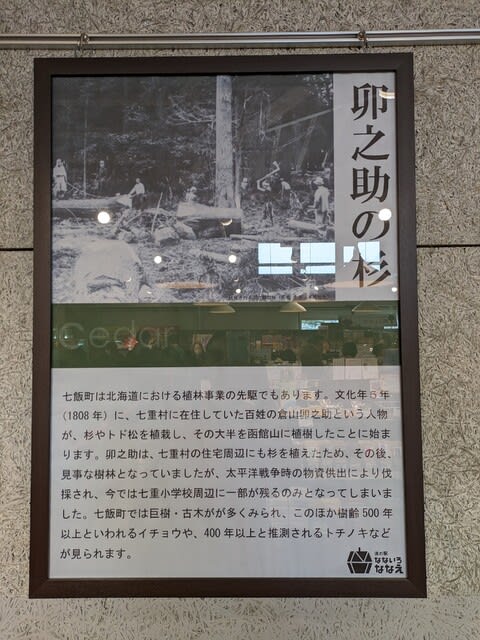 卯之助の杉
Cedar
七飯町は北海道における植林事業の先駆でもあります。文化年5年
(1808年)に、七重村に在住していた百姓の倉山卯之助という人物
が、杉やトド松を植栽し、その大半を函館山に植樹したことに始ま
ります。卯之助は、七重村の住宅周辺にも杉を植えたため、その後、
見事な樹林となっていましたが、太平洋戦争時の物資供出により伐
採され、今では七重小学校周辺に一部が残るのみとなってしまいま
した。七飯町では巨樹・古木がが多くみられ、このほか樹齢500年
以上といわれるイチョウや、400年以上と推測されるトチノキなど
が見られます。
道の駅
なないろ
ななえ